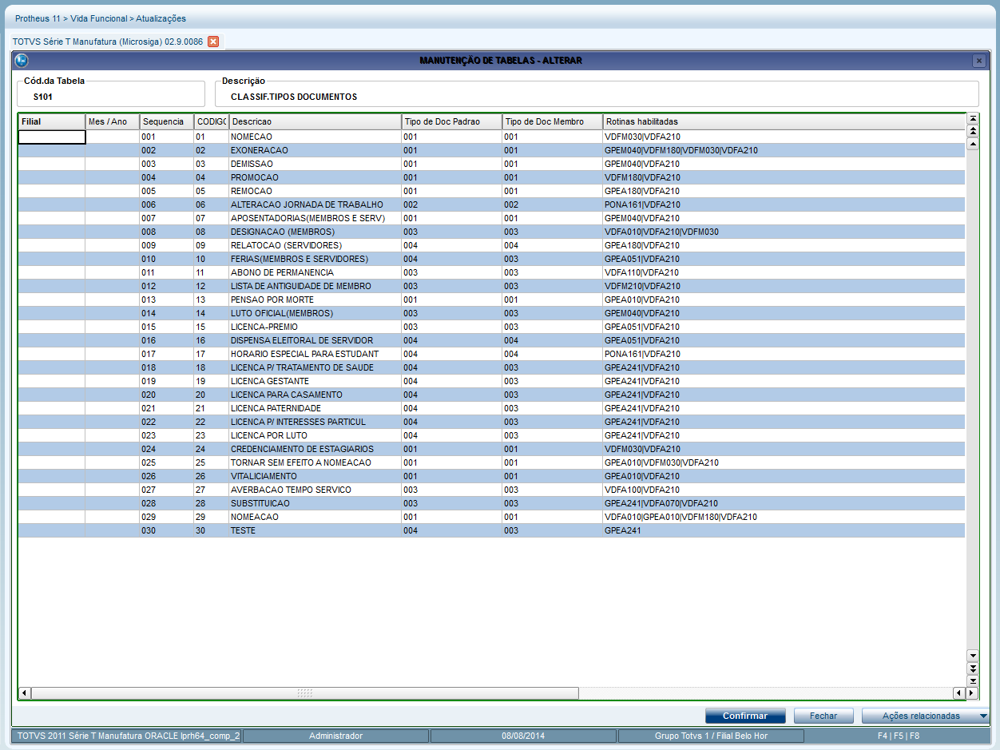 Protheus 11 > Vida Funcional > Atualizações
TOTVS Série T Manufatura (Microsiga) 02.9.0086
MANUTENÇÃO DE TABELAS - ALTERAR
Cód.da Tabela Descrição
S101 CLASSIF.TIPOS DOCUMENTOS
Filial Mes / Ano Sequencia CODIGO Descricao Tipo de Doc Padrao Tipo de Doc Membro Rotinas habilitadas
001 01 NOMECAO 001 001 VDFM030|VDFA210
002 02 EXONERACAO 001 001 GPEM040|VDFM180|VDFM030|VDFA210
003 03 DEMISSAO 001 001 GPEM040|VDFA210
004 04 PROMOCAO 001 001 VDFM180|VDFA210
005 05 REMOCAO 001 001 GPEA180|VDFA210
006 06 ALTERACAO JORNADA DE TRABALHO 002 002 PONA161|VDFA210
007 07 APOSENTADORIAS(MEMBROS E SERV) 001 001 GPEM040|VDFA210
008 08 DESIGNACAO (MEMBROS) 003 003 VDFA010|VDFA210|VDFM030
009 09 RELATOCAO (SERVIDORES) 004 004 GPEA180|VDFA210
010 10 FERIAS(MEMBROS E SERVIDORES) 004 003 GPEA051|VDFA210
011 11 ABONO DE PERMANENCIA 003 003 VDFA110|VDFA210
012 12 LISTA DE ANTIGUIDADE DE MEMBRO 003 003 VDFM210|VDFA210
013 13 PENSAO POR MORTE 001 001 GPEA010|VDFA210
014 14 LUTO OFICIAL(MEMBROS) 003 003 GPEM040|VDFA210
015 15 LICENCA-PREMIO 003 003 GPEA051|VDFA210
016 16 DISPENSA ELEITORAL DE SERVIDOR 004 004 GPEA051|VDFA210
017 17 HORARIO ESPECIAL PARA ESTUDANT 004 004 PONA161|VDFA210
018 18 LICENCA P/ TRATAMENTO DE SAUDE 004 003 GPEA241|VDFA210
019 19 LICENCA GESTANTE 004 003 GPEA241|VDFA210
020 20 LICENCA PARA CASAMENTO 004 003 GPEA241|VDFA210
021 21 LICENCA PATERNIDADE 004 003 GPEA241|VDFA210
022 22 LICENCA P/ INTERESSES PARTICUL 004 003 GPEA241|VDFA210
023 23 LICENCA POR LUTO 004 003 GPEA241|VDFA210
024 24 CREDENCIAMENTO DE ESTAGIARIOS 001 001 VDFM030|VDFA210
025 25 TORNAR SEM EFEITO A NOMEACAO 001 001 GPEA010|VDFM030|VDFA210
026 26 VITALICIAMENTO 001 001 GPEA010|VDFA210
027 27 AVERBACAO TEMPO SERVICO 003 003 VDFA100|VDFA210
028 28 SUBSTITUICAO 003 003 GPEA241|VDFA070|VDFA210
029 29 NOMEACAO 001 001 VDFA010|GPEA010|VDFM180|VDFA210
030 30 TESTE 004 003 GPEA241
Confirmar Fechar Ações relacionadas
TOTVS 2011 Série T Manufatura ORACLE lprh64_comp_2 Administrador 08/08/2014 Grupo Totvs 1 / Filial Belo Hor F4 | F5 | F8